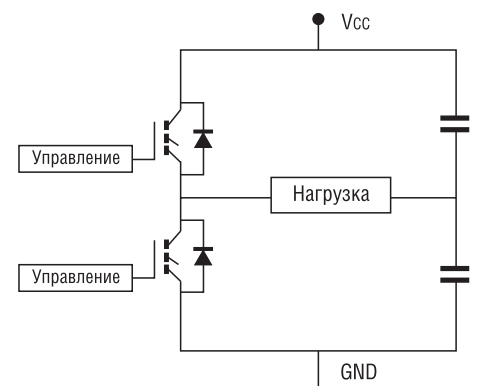 Vcc
Управление
Нагрузка
Управление
GND